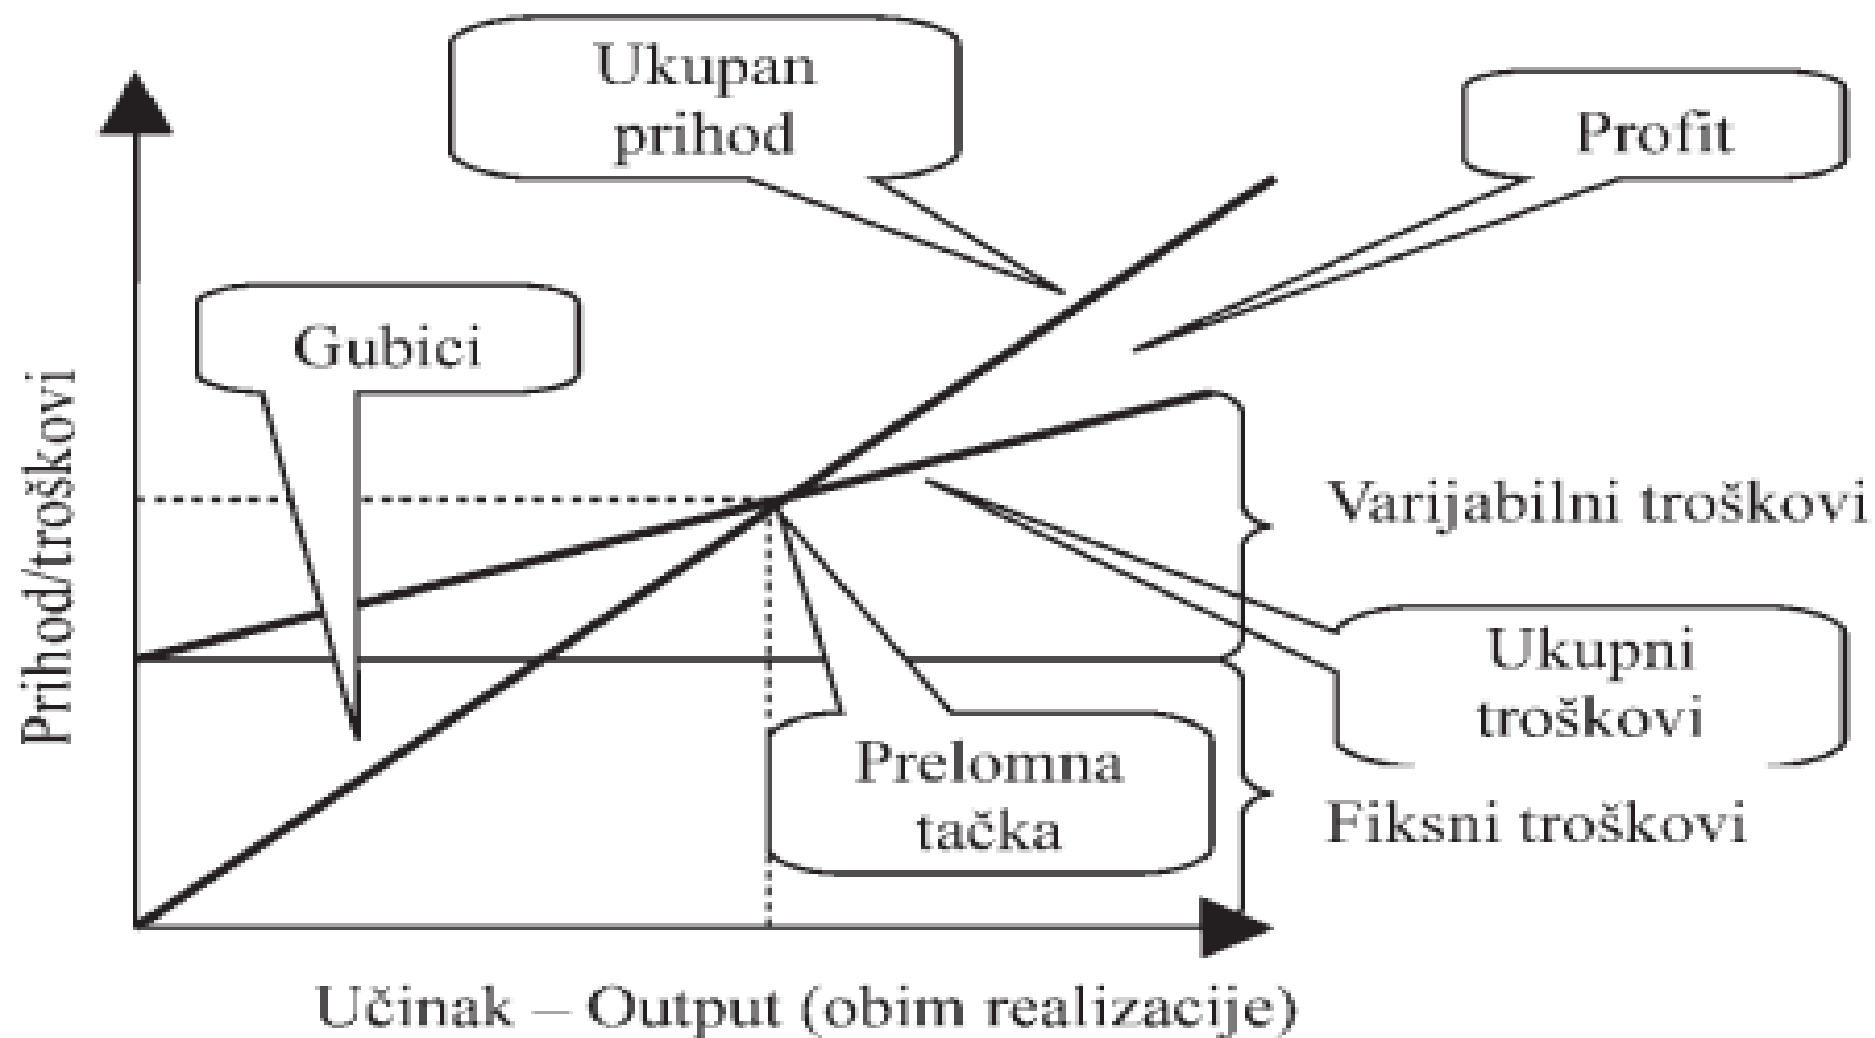 Ukupan
prihod
Profit
Gubici
Prihod/troškovi
Varijabilni troškovi
Ukupni
troškovi
Prelomna
tačka
Fiksni troškovi
Učinak – Output (obim realizacije)